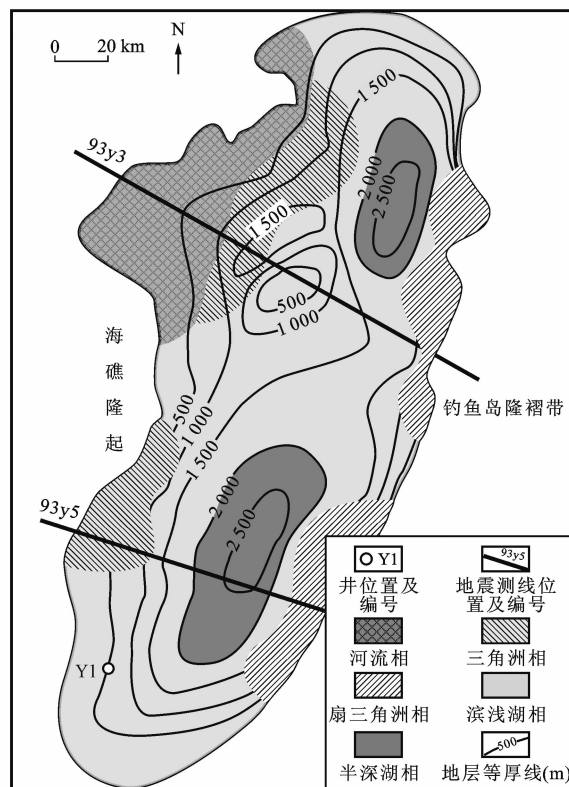 0 20 km
N
93y3
1 500
2 000
2 500
1 500
500
1 000
海礁隆起
钓鱼岛隆褶带
500
1 000
1 500
2 000
2 500
93y5
Y1
Y1
井位置及编号
93y5
地震测线位置及编号
河流相
三角洲相
扇三角洲相
滨浅湖相
半深湖相
500
地层等厚线(m)